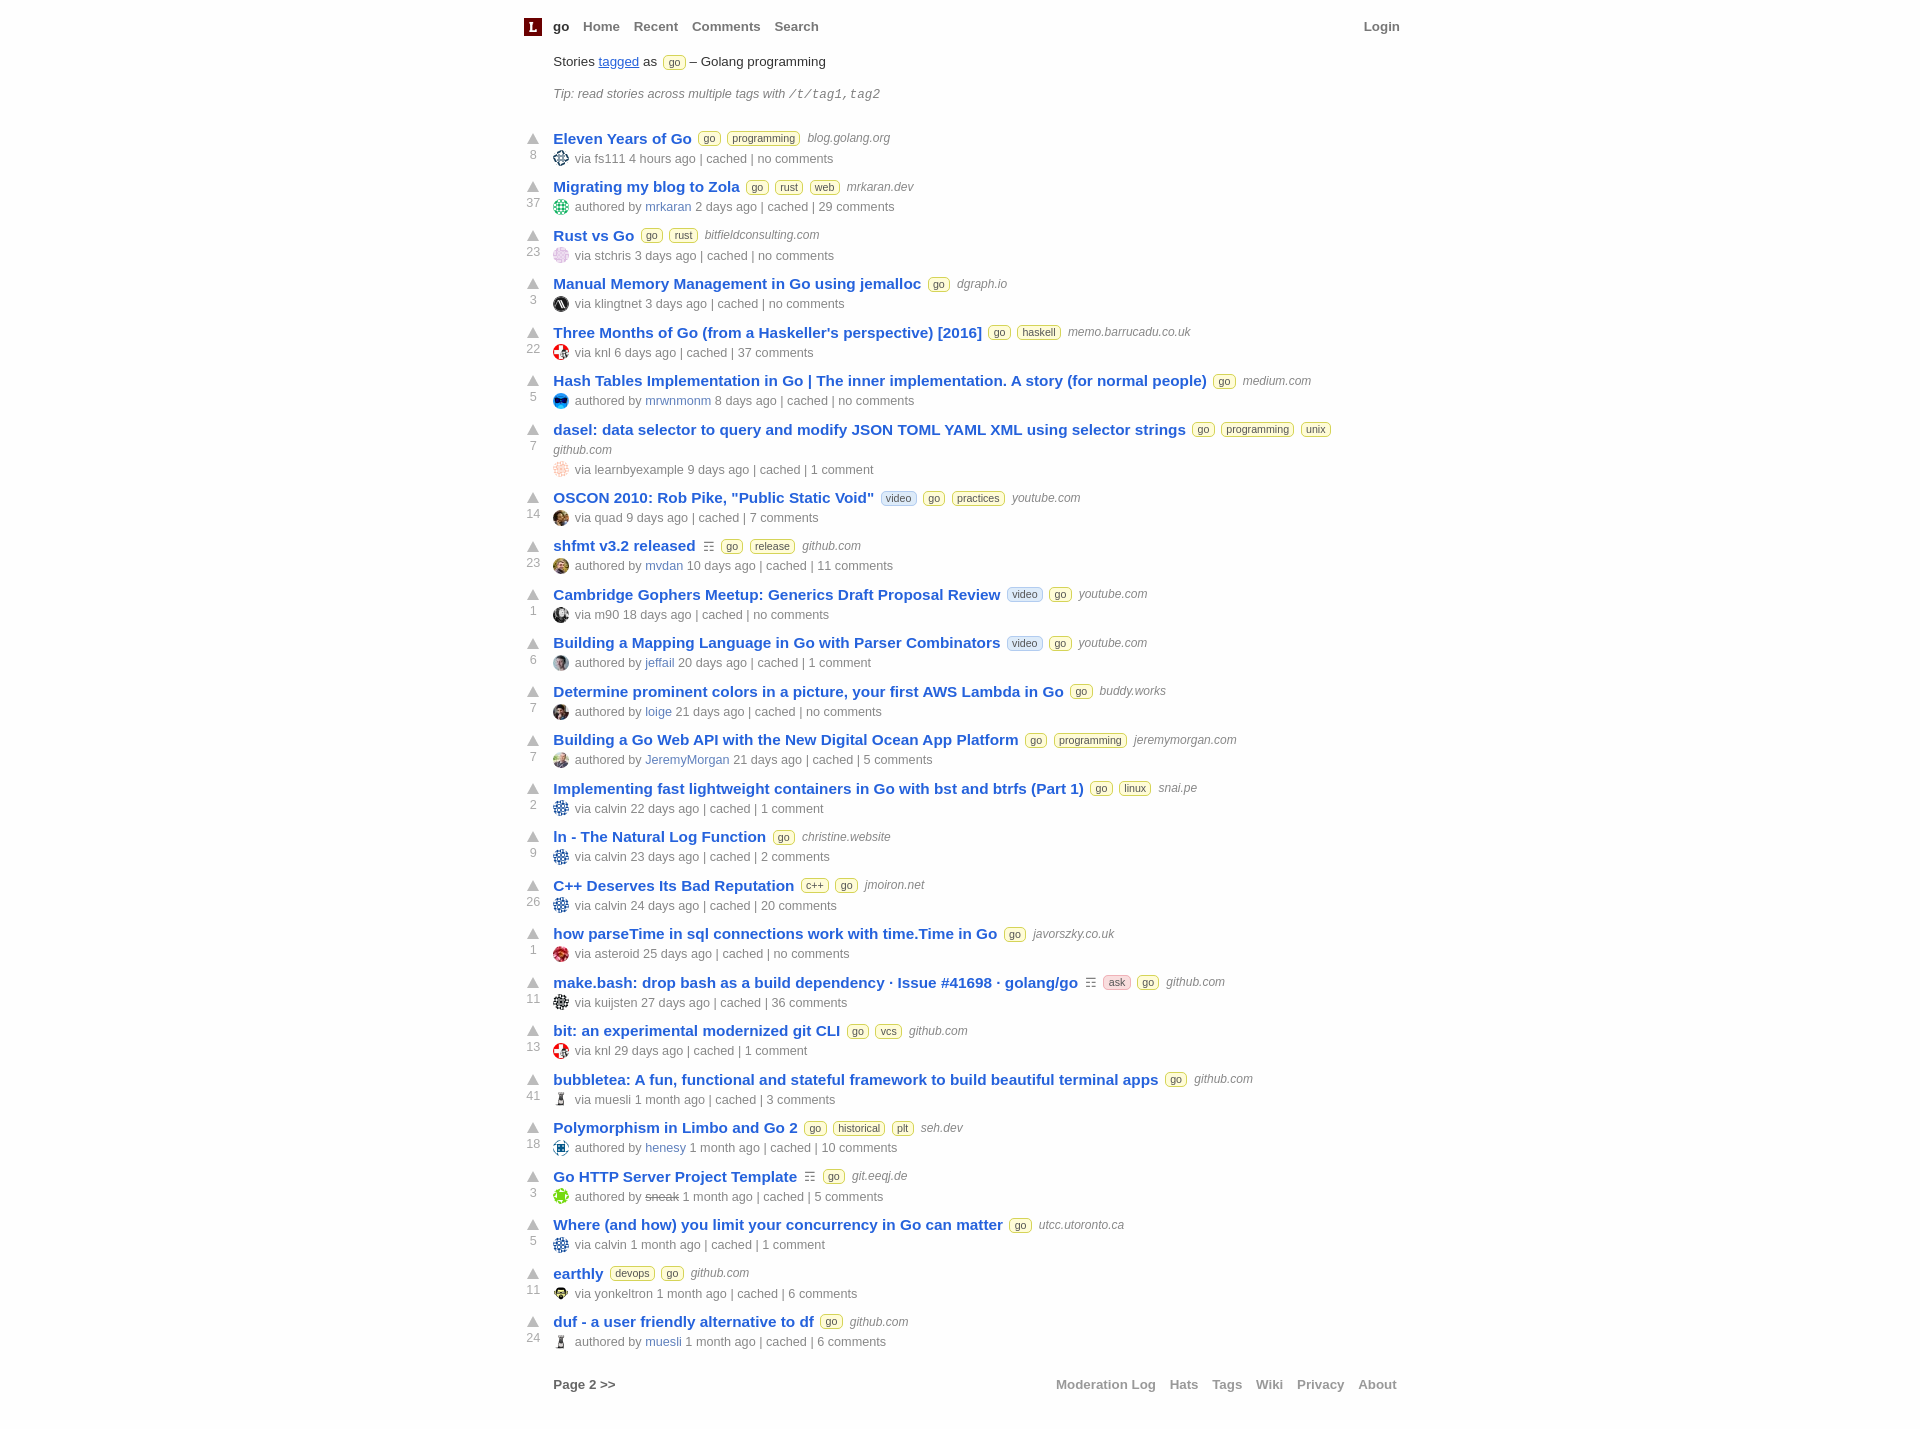 L go Home Recent Comments Search Login
Stories tagged as go – Golang programming
Tip: read stories across multiple tags with /t/tag1,tag2
Eleven Years of Go go programming blog.golang.org
8 via fs111 4 hours ago | cached | no comments
Migrating my blog to Zola go rust web mrkaran.dev
37 authored by mrkaran 2 days ago | cached | 29 comments
Rust vs Go go rust bitfieldconsulting.com
23 via stchris 3 days ago | cached | no comments
Manual Memory Management in Go using jemalloc go dgraph.io
3 via klingtnet 3 days ago | cached | no comments
Three Months of Go (from a Haskeller's perspective) [2016] go haskell memo.barrucadu.co.uk
22 via knl 6 days ago | cached | 37 comments
Hash Tables Implementation in Go | The inner implementation. A story (for normal people) go medium.com
5 authored by mrwnmonm 8 days ago | cached | no comments
dasel: data selector to query and modify JSON TOML YAML XML using selector strings go programming unix
7 github.com
via learnbyexample 9 days ago | cached | 1 comment
OSCON 2010: Rob Pike, "Public Static Void" video go practices youtube.com
14 via quad 9 days ago | cached | 7 comments
shfmt v3.2 released ☶ go release github.com
23 authored by mvdan 10 days ago | cached | 11 comments
Cambridge Gophers Meetup: Generics Draft Proposal Review video go youtube.com
1 via m90 18 days ago | cached | no comments
Building a Mapping Language in Go with Parser Combinators video go youtube.com
6 authored by jeffail 20 days ago | cached | 1 comment
Determine prominent colors in a picture, your first AWS Lambda in Go go buddy.works
7 authored by loige 21 days ago | cached | no comments
Building a Go Web API with the New Digital Ocean App Platform go programming jeremymorgan.com
7 authored by JeremyMorgan 21 days ago | cached | 5 comments
Implementing fast lightweight containers in Go with bst and btrfs (Part 1) go linux snai.pe
2 via calvin 22 days ago | cached | 1 comment
ln - The Natural Log Function go christine.website
9 via calvin 23 days ago | cached | 2 comments
C++ Deserves Its Bad Reputation c++ go jmoiron.net
26 via calvin 24 days ago | cached | 20 comments
how parseTime in sql connections work with time.Time in Go go javorszky.co.uk
1 via asteroid 25 days ago | cached | no comments
make.bash: drop bash as a build dependency · Issue #41698 · golang/go ☶ ask go github.com
11 via kuijsten 27 days ago | cached | 36 comments
bit: an experimental modernized git CLI go vcs github.com
13 via knl 29 days ago | cached | 1 comment
bubbletea: A fun, functional and stateful framework to build beautiful terminal apps go github.com
41 via muesli 1 month ago | cached | 3 comments
Polymorphism in Limbo and Go 2 go historical plt seh.dev
18 authored by henesy 1 month ago | cached | 10 comments
Go HTTP Server Project Template ☶ go git.eeqj.de
3 authored by sneak 1 month ago | cached | 5 comments
Where (and how) you limit your concurrency in Go can matter go utcc.utoronto.ca
5 via calvin 1 month ago | cached | 1 comment
earthly devops go github.com
11 via yonkeltron 1 month ago | cached | 6 comments
duf - a user friendly alternative to df go github.com
24 authored by muesli 1 month ago | cached | 6 comments
Page 2 >> Moderation Log Hats Tags Wiki Privacy About